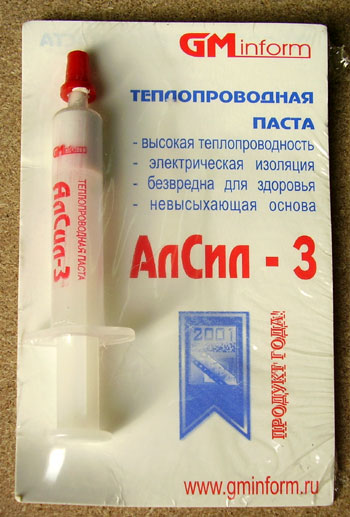 GMinform
ТЕПЛОПРОВОДНАЯ
ПАСТА
- высокая теплопроводность
- электрическая изоляция
- безвредна для здоровья
- невысыхающая основа
АлСил - 3
2001
ПРОДУКТ ГОДА!
www.gminform.ru
GMinform
ТЕПЛОПРОВОДНАЯ ПАСТА
АлСил-3